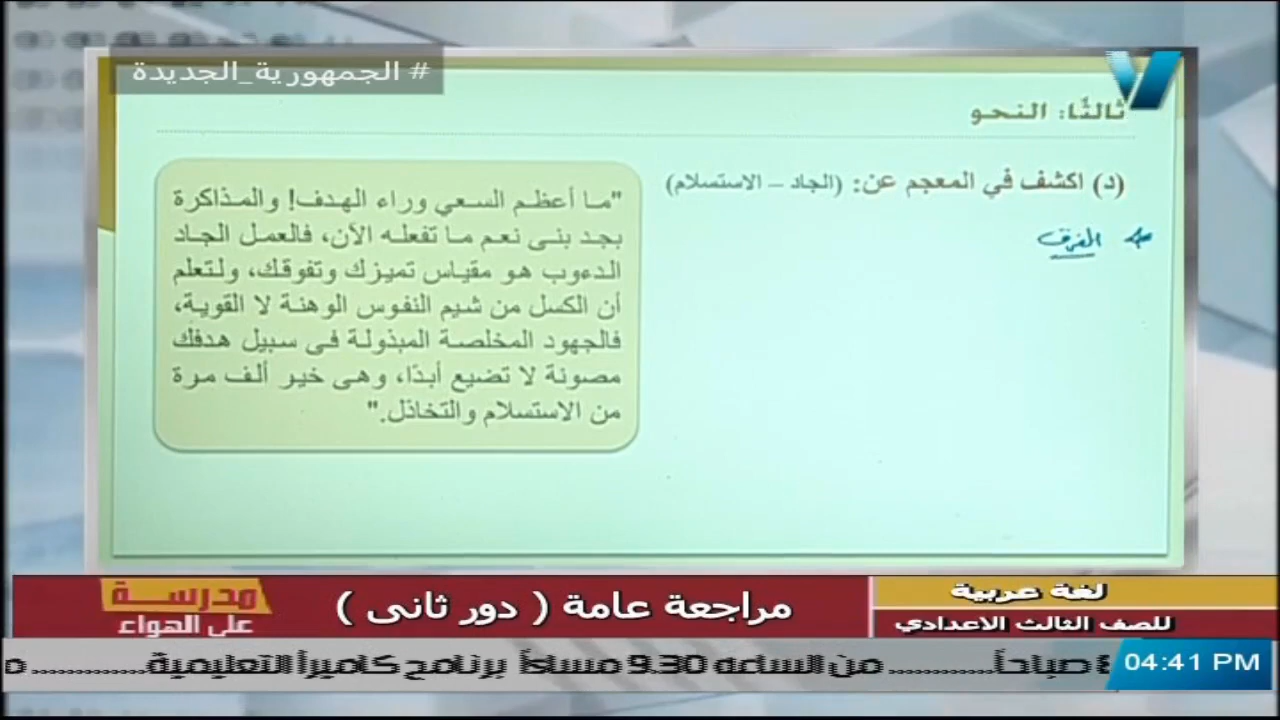 # الجمهورية_الجديدة
ثالثًا: النحو
(د) اكشف في المعجم عن: (الجاد – الاستسلام)
الفرق
"ما أعظم السعي وراء الهدف! والمذاكرة
بجد بنى نعم ما تفعله الآن، فالعمل الجاد
الدءوب هو مقياس تميزك وتفوقك، ولتعلم
أن الكسل من شيم النفوس الوهنة لا القوية،
فالجهود المخلصة المبذولة فى سبيل هدفك
مصونة لا تضيع أبدًا، وهى خير ألف مرة
من الاستسلام والتخاذل."
لغة عربية
للصف الثالث الاعدادي
مراجعة عامة ( دور ثانى )
مدرسة
على الهواء
صباحاً............ من الساعه 9.30 مساءاً برنامج كاميرا التعليمية............
04:41 PM